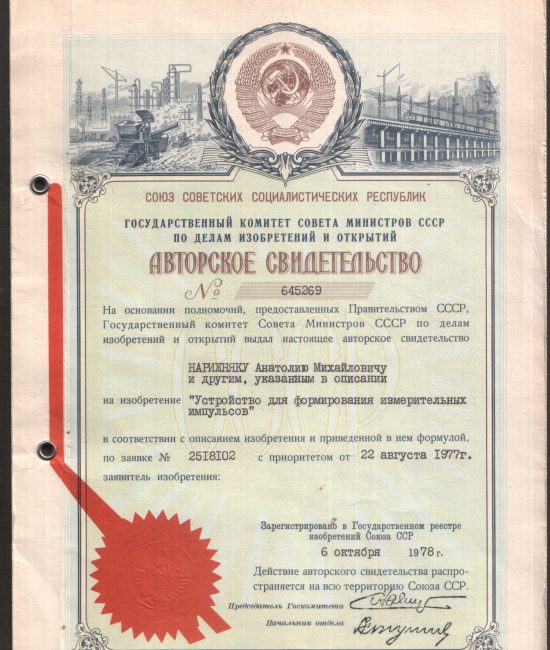 СОЮЗ СОВЕТСКИХ СОЦИАЛИСТИЧЕСКИХ РЕСПУБЛИК
ГОСУДАРСТВЕННЫЙ КОМИТЕТ СОВЕТА МИНИСТРОВ СССР
ПО ДЕЛАМ ИЗОБРЕТЕНИЙ И ОТКРЫТИЙ
АВТОРСКОЕ СВИДЕТЕЛЬСТВО
№ 645269
На основании полномочий, предоставленных Правительством СССР,
Государственный комитет Совета Министров СССР по делам
изобретений и открытий выдал настоящее авторское свидетельство
НАРИЖНЯКУ Анатолию Михайловичу
и другим, указанным в описании
на изобретение "Устройство для формирования измерительных
импульсов"
в соответствии с описанием изобретения и приведенной в нем формулой,
по заявке № 2518102 с приоритетом от 22 августа 1977г.
заявитель изобретения:
Зарегистрировано в Государственном реестре
изобретений Союза ССР
6 октября 1978 г.
Действие авторского свидетельства распро-
страняется на всю территорию Союза ССР.
Председатель Госкомитета
Начальник отдела